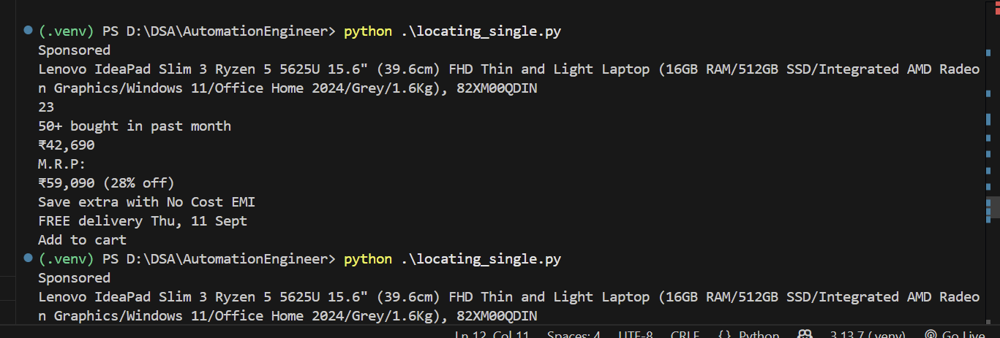 (.venv) PS D:\DSA\AutomationEngineer> python .\locating_single.py
Sponsored
Lenovo IdeaPad Slim 3 Ryzen 5 5625U 15.6" (39.6cm) FHD Thin and Light Laptop (16GB RAM/512GB SSD/Integrated AMD Radeo
n Graphics/Windows 11/Office Home 2024/Grey/1.6Kg), 82XM00QDIN
23
50+ bought in past month
₹42,690
M.R.P:
₹59,090 (28% off)
Save extra with No Cost EMI
FREE delivery Thu, 11 Sept
Add to cart
(.venv) PS D:\DSA\AutomationEngineer> python .\locating_single.py
Sponsored
Lenovo IdeaPad Slim 3 Ryzen 5 5625U 15.6" (39.6cm) FHD Thin and Light Laptop (16GB RAM/512GB SSD/Integrated AMD Radeo
n Graphics/Windows 11/Office Home 2024/Grey/1.6Kg), 82XM00QDIN
Ln 12, Col 11 Spaces: 4 UTF-8 CRLF {} Python 3.13.7 (.venv) Go Live